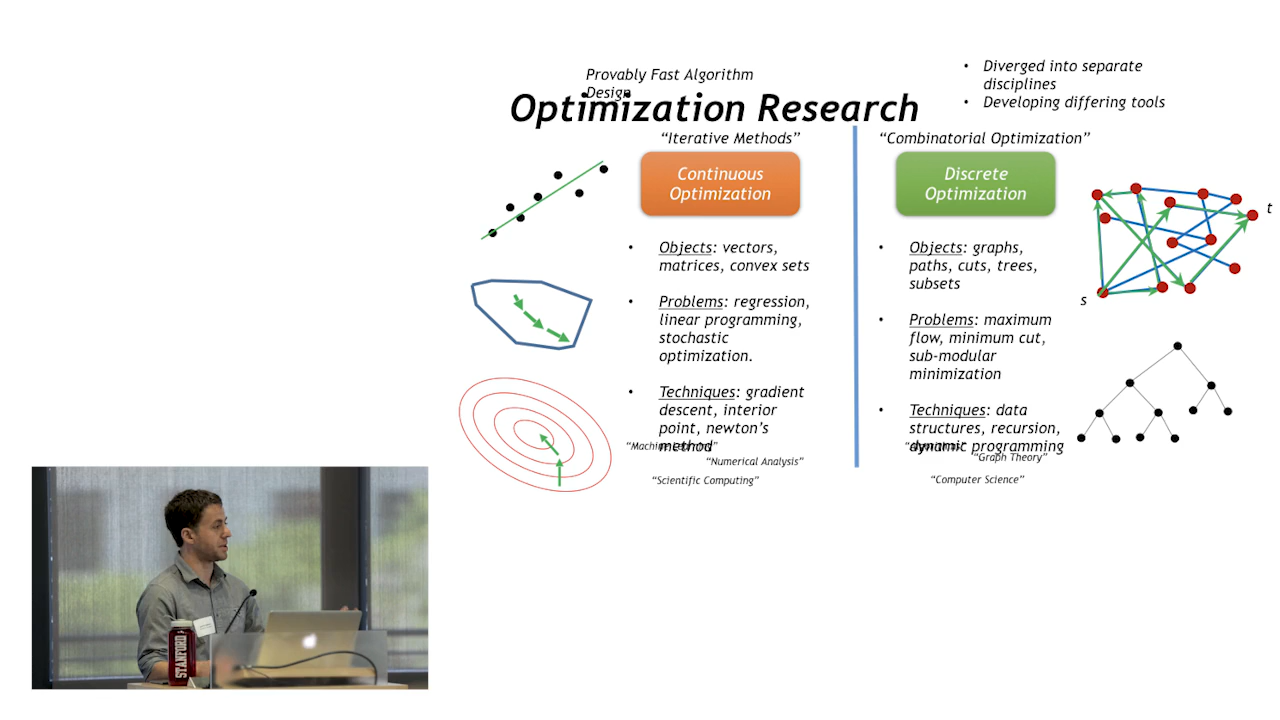 Provably Fast Algorithm
Design
Optimization Research
• Diverged into separate
disciplines
• Developing differing tools
“Iterative Methods”
Continuous
Optimization
• Objects: vectors,
matrices, convex sets
• Problems: regression,
linear programming,
stochastic
optimization.
• Techniques: gradient
descent, interior
point, newton’s
method
“Numerical Analysis”
“Scientific Computing”
“Combinatorial Optimization”
Discrete
Optimization
• Objects: graphs,
paths, cuts, trees,
subsets
• Problems: maximum
flow, minimum cut,
sub-modular
minimization
• Techniques: data
structures, recursion,
dynamic programming
“Graph Theory”
“Computer Science”
s
t
STANFORD